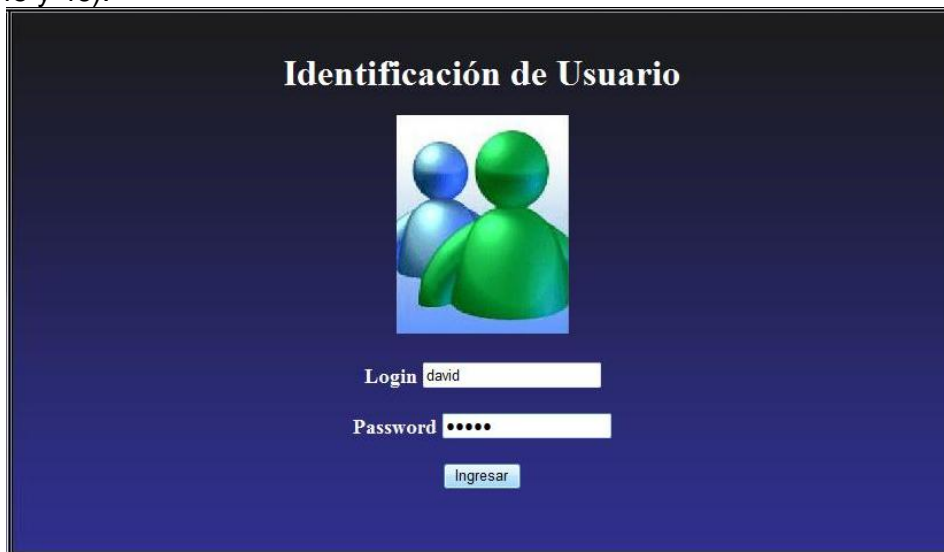 Identificación de Usuario
Login david
Password •••••
Ingresar